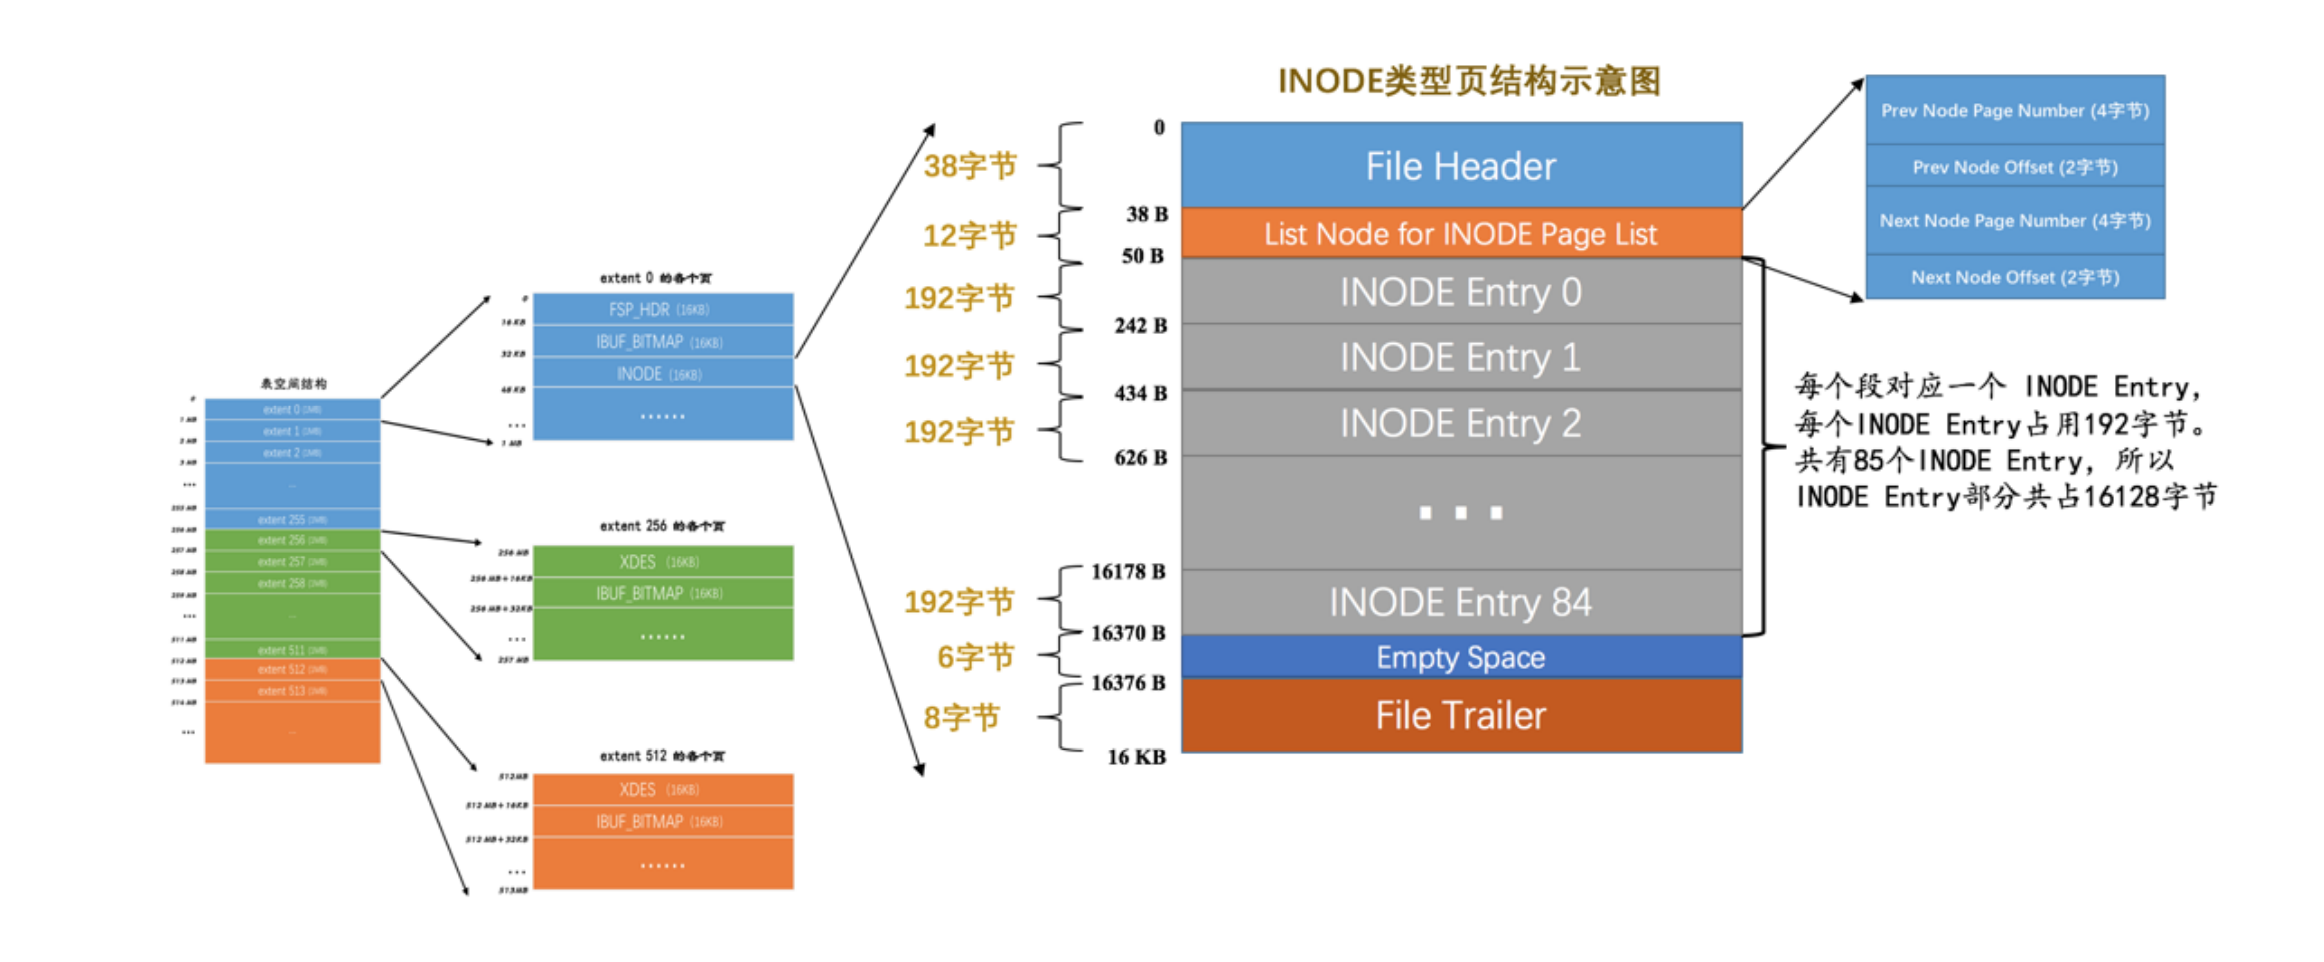 表空间结构
0
extent 0 (1MB)
1 MB
extent 1 (1MB)
2 MB
extent 2 (1MB)
3 MB
...
...
255 MB
extent 255 (1MB)
256 MB
extent 256 (1MB)
257 MB
extent 257 (1MB)
258 MB
extent 258 (1MB)
259 MB
...
...
511 MB
extent 511 (1MB)
512 MB
extent 512 (1MB)
513 MB
extent 513 (1MB)
514 MB
...
...
extent 0 的各个页
0
FSP_HDR (16KB)
16 KB
IBUF_BITMAP (16KB)
32 KB
INODE (16KB)
48 KB
......
...
1 MB
extent 256 的各个页
256 MB
XDES (16KB)
256 MB+16KB
IBUF_BITMAP (16KB)
256 MB+32KB
......
...
257 MB
extent 512 的各个页
512MB
XDES (16KB)
512 MB+16KB
IBUF_BITMAP (16KB)
512 MB+32KB
......
...
513MB
INODE类型页结构示意图
0
38字节
File Header
38 B
12字节
List Node for INODE Page List
50 B
192字节
INODE Entry 0
242 B
192字节
INODE Entry 1
434 B
192字节
INODE Entry 2
626 B
...
16178 B
192字节
INODE Entry 84
16370 B
6字节
Empty Space
16376 B
8字节
File Trailer
16 KB
Prev Node Page Number (4字节)
Prev Node Offset (2字节)
Next Node Page Number (4字节)
Next Node Offset (2字节)
每个段对应一个 INODE Entry,
每个INODE Entry占用192字节。
共有85个INODE Entry, 所以
INODE Entry部分共占16128字节